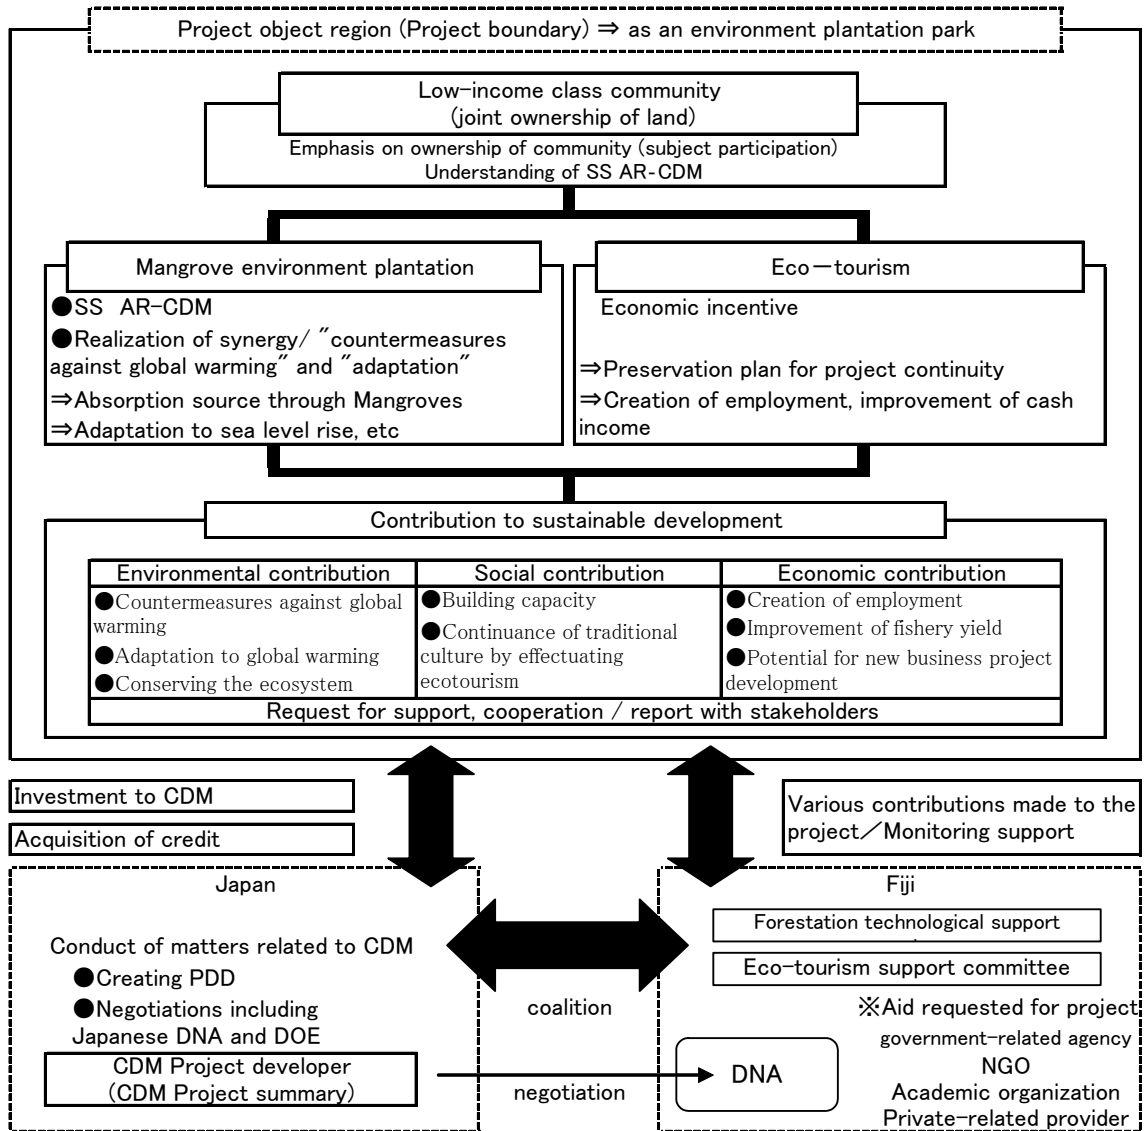 Project object region (Project boundary) ⇒ as an environment plantation park
Low-income class community
(joint ownership of land)
Emphasis on ownership of community (subject participation)
Understanding of SS AR-CDM
Mangrove environment plantation
●SS AR-CDM
●Realization of synergy/ "countermeasures
against global warming" and "adaptation"
⇒Absorption source through Mangroves
⇒Adaptation to sea level rise, etc
Eco-tourism
Economic incentive
⇒Preservation plan for project continuity
⇒Creation of employment, improvement of cash
income
Contribution to sustainable development
Environmental contribution
●Countermeasures against global
warming
●Adaptation to global warming
●Conserving the ecosystem
Social contribution
●Building capacity
●Continuance of traditional
culture by effectuating
ecotourism
Economic contribution
●Creation of employment
●Improvement of fishery yield
●Potential for new business project
development
Request for support, cooperation / report with stakeholders
Investment to CDM
Acquisition of credit
Various contributions made to the
project／Monitoring support
Japan
Conduct of matters related to CDM
●Creating PDD
●Negotiations including
Japanese DNA and DOE
CDM Project developer
(CDM Project summary)
coalition
negotiation
Fiji
Forestation technological support
Eco-tourism support committee
※Aid requested for project
government-related agency
NGO
Academic organization
Private-related provider
DNA